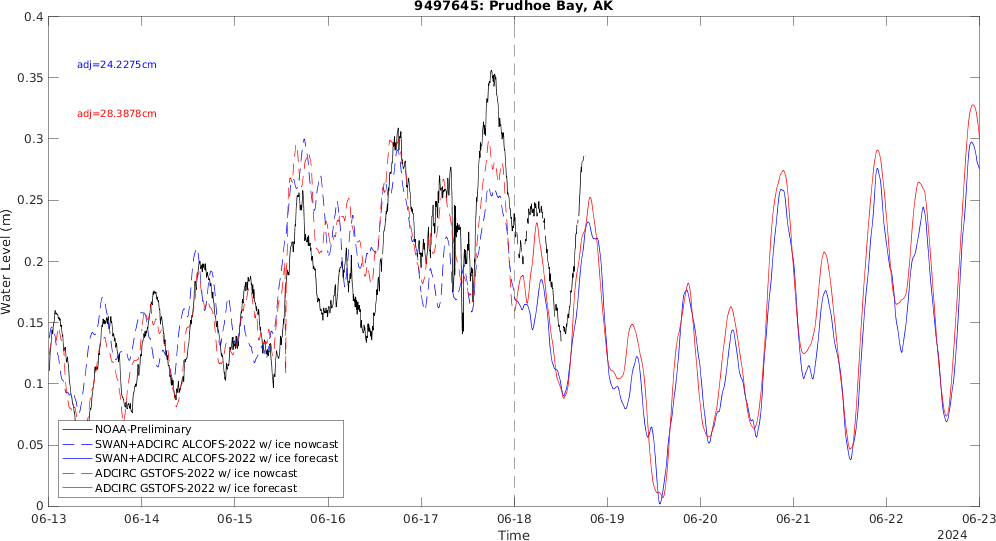 9497645: Prudhoe Bay, AK
0.4
0.35
0.3
0.25
0.2
0.15
0.1
0.05
0
Water Level (m)
adj=24.2275cm
adj=28.3878cm
NOAA-Preliminary
SWAN+ADCIRC ALCOFS-2022 w/ ice nowcast
SWAN+ADCIRC ALCOFS-2022 w/ ice forecast
ADCIRC GSTOFS-2022 w/ ice nowcast
ADCIRC GSTOFS-2022 w/ ice forecast
06-13 06-14 06-15 06-16 06-17 06-18 06-19 06-20 06-21 06-22 06-23
Time
2024